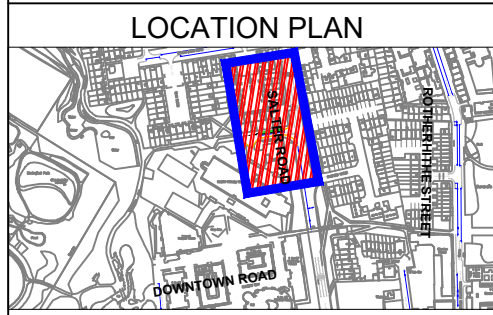 LOCATION PLAN
SALTER ROAD
ROTHERHITHE STREET
DOWNTOWN ROAD